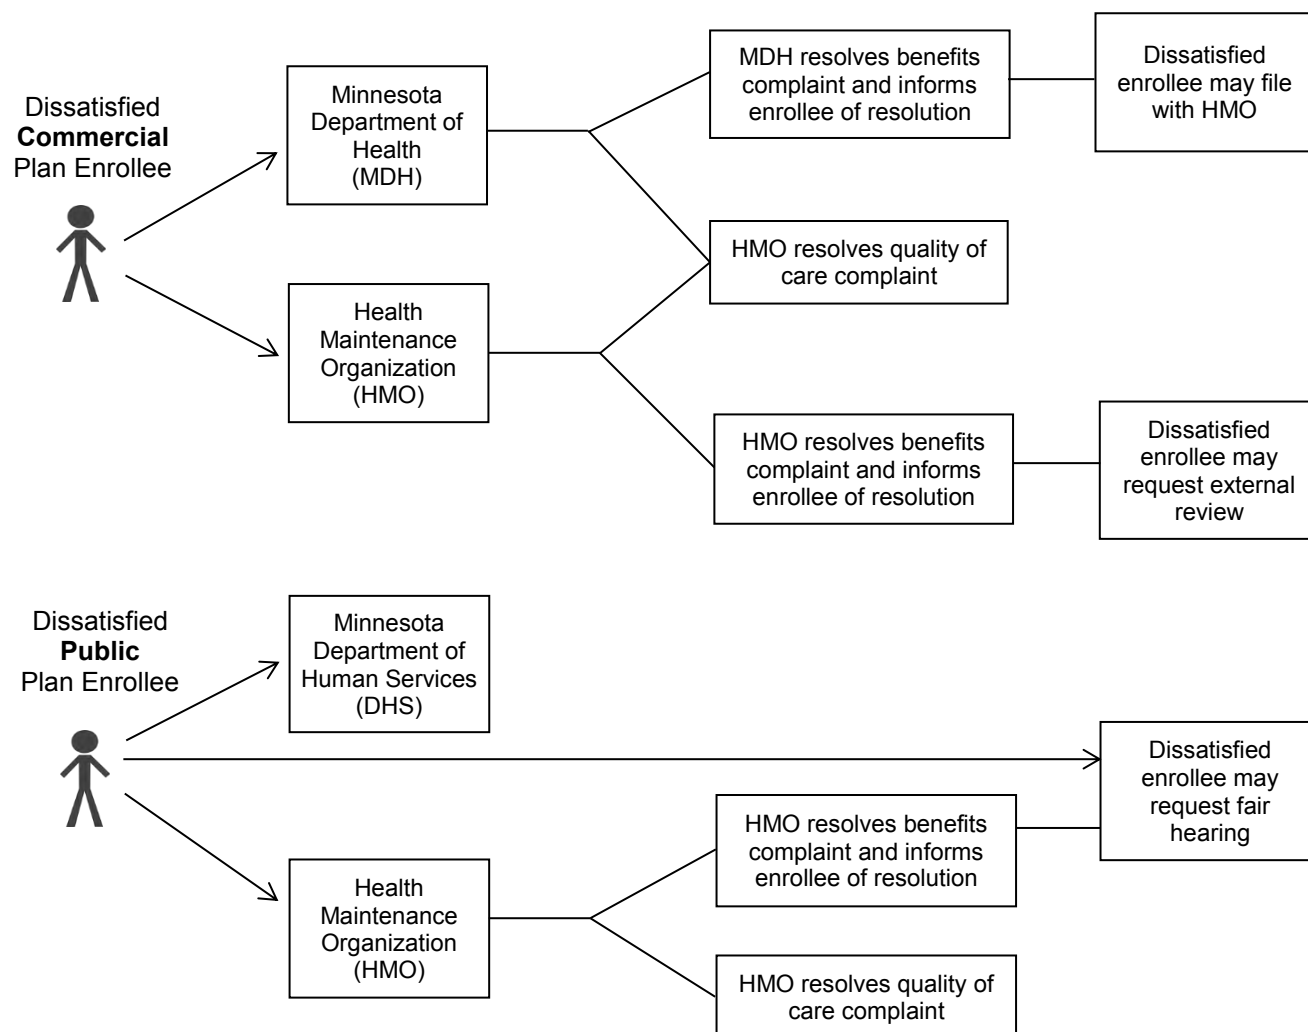 Dissatisfied
Commercial
Plan Enrollee
Minnesota
Department of
Health
(MDH)
Health
Maintenance
Organization
(HMO)
MDH resolves benefits
complaint and informs
enrollee of resolution
Dissatisfied
enrollee may file
with HMO
HMO resolves quality of
care complaint
HMO resolves benefits
complaint and informs
enrollee of resolution
Dissatisfied
enrollee may
request external
review
Dissatisfied
Public
Plan Enrollee
Minnesota
Department of
Human Services
(DHS)
Health
Maintenance
Organization
(HMO)
Dissatisfied
enrollee may
request fair
hearing
HMO resolves benefits
complaint and informs
enrollee of resolution
HMO resolves quality of
care complaint